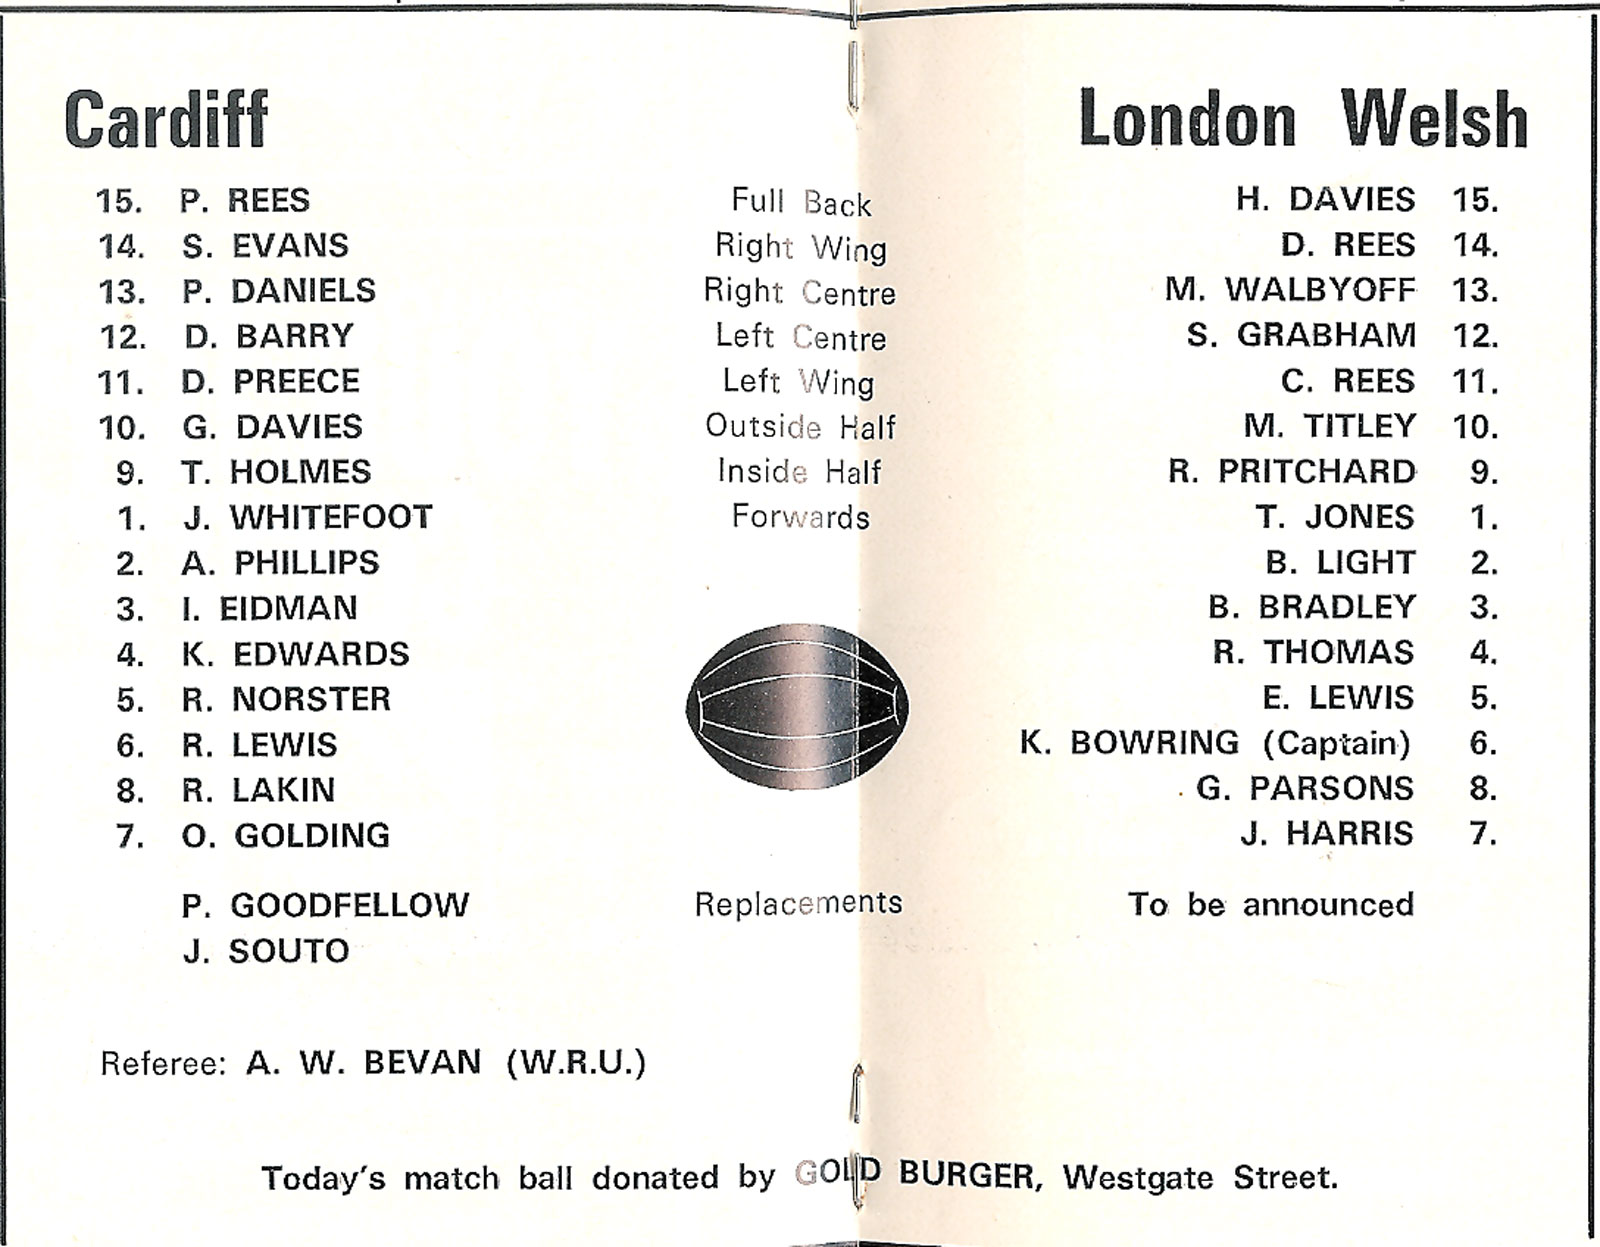 Cardiff London Welsh
15. P. REES Full Back H. DAVIES 15.
14. S. EVANS Right Wing D. REES 14.
13. P. DANIELS Right Centre M. WALBYOFF 13.
12. D. BARRY Left Centre S. GRABHAM 12.
11. D. PREECE Left Wing C. REES 11.
10. G. DAVIES Outside Half M. TITLEY 10.
9. T. HOLMES Inside Half R. PRITCHARD 9.
1. J. WHITEFOOT Forwards T. JONES 1.
2. A. PHILLIPS B. LIGHT 2.
3. I. EIDMAN B. BRADLEY 3.
4. K. EDWARDS R. THOMAS 4.
5. R. NORSTER E. LEWIS 5.
6. R. LEWIS K. BOWRING (Captain) 6.
8. R. LAKIN G. PARSONS 8.
7. O. GOLDING J. HARRIS 7.
P. GOODFELLOW Replacements To be announced
J. SOUTO
Referee: A. W. BEVAN (W.R.U.)
Today's match ball donated by GOLD BURGER, Westgate Street.